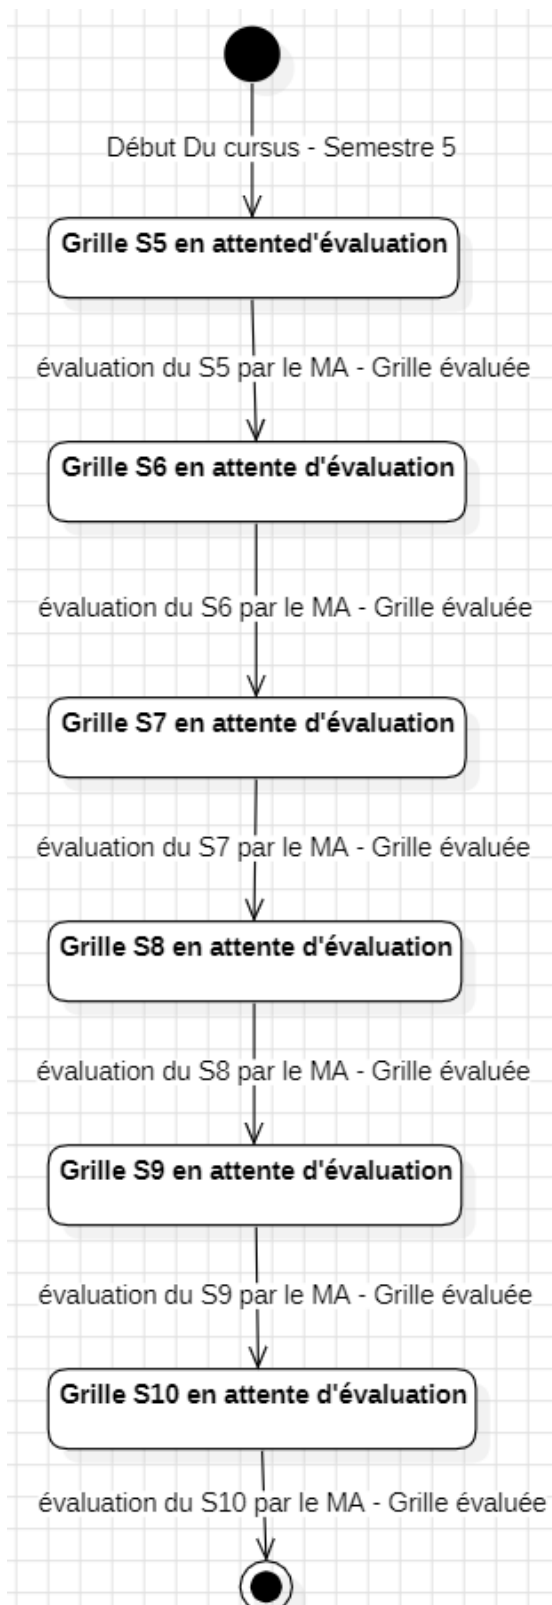 Début Du cursus - Semestre 5
Grille S5 en attented'évaluation
évaluation du S5 par le MA - Grille évaluée
Grille S6 en attente d'évaluation
évaluation du S6 par le MA - Grille évaluée
Grille S7 en attente d'évaluation
évaluation du S7 par le MA - Grille évaluée
Grille S8 en attente d'évaluation
évaluation du S8 par le MA - Grille évaluée
Grille S9 en attente d'évaluation
évaluation du S9 par le MA - Grille évaluée
Grille S10 en attente d'évaluation
évaluation du S10 par le MA - Grille évaluée